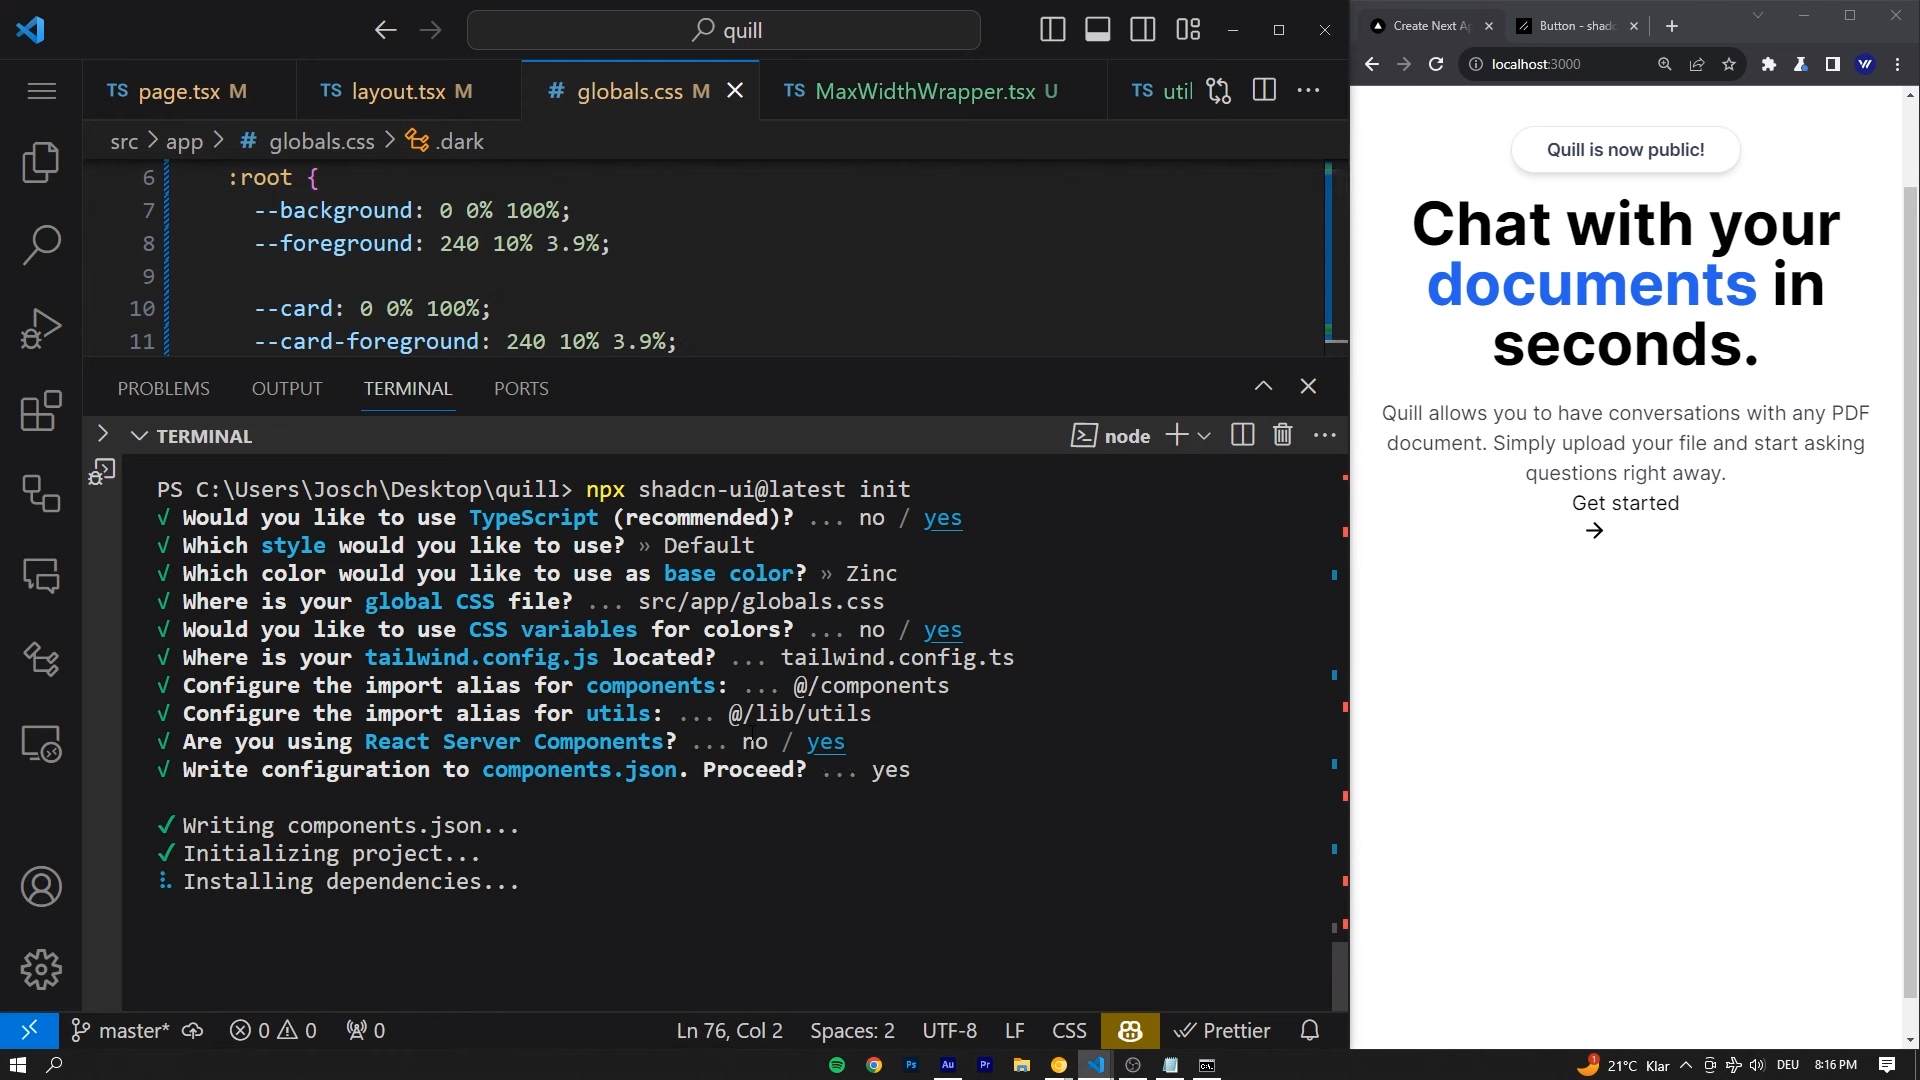 quill
page.tsx M
layout.tsx M
# globals.css M
MaxWidthWrapper.tsx U
TS util
src > app > # globals.css > .dark
6 :root {
7 --background: 0 0% 100%;
8 --foreground: 240 10% 3.9%;
9
10 --card: 0 0% 100%;
11 --card-foreground: 240 10% 3.9%;
PROBLEMS OUTPUT TERMINAL PORTS
TERMINAL
node
PS C:\Users\Josch\Desktop\quill> npx shadcn-ui@latest init
√ Would you like to use TypeScript (recommended)? ... no / yes
√ Which style would you like to use? » Default
√ Which color would you like to use as base color? » Zinc
√ Where is your global CSS file? ... src/app/globals.css
√ Would you like to use CSS variables for colors? ... no / yes
√ Where is your tailwind.config.js located? ... tailwind.config.ts
√ Configure the import alias for components: ... @/components
√ Configure the import alias for utils: ... @/lib/utils
√ Are you using React Server Components? ... no / yes
√ Write configuration to components.json. Proceed? ... yes
✓ Writing components.json...
✓ Initializing project...
Installing dependencies...
master* 0 0 0 Ln 76, Col 2 Spaces: 2 UTF-8 LF CSS Prettier
Create Next Ap
Button - shadc
localhost:3000
Quill is now public!
Chat with your
documents in
seconds.
Quill allows you to have conversations with any PDF
document. Simply upload your file and start asking
questions right away.
Get started
→
Ps Au Pr
1 21°C Klar DEU 8:16 PM